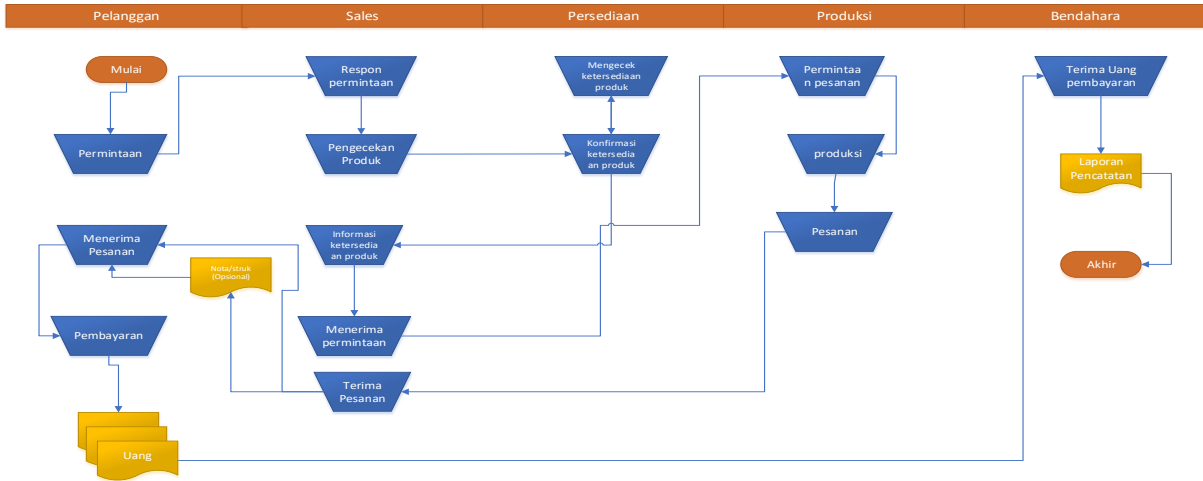 Pelanggan
Sales
Persediaan
Produksi
Bendahara
Mulai
Respon
permintaan
Mengecek
ketersediaan
produk
Permintaa
n pesanan
Terima Uang
pembayaran
Permintaan
Pengecekan
Produk
Konfirmasi
ketersedia
an produk
produksi
Laporan
Pencatatan
Menerima
Pesanan
Informasi
ketersedia
an produk
Pesanan
Nota/struk
(Opsional)
Akhir
Pembayaran
Menerima
permintaan
Terima
Pesanan
Uang